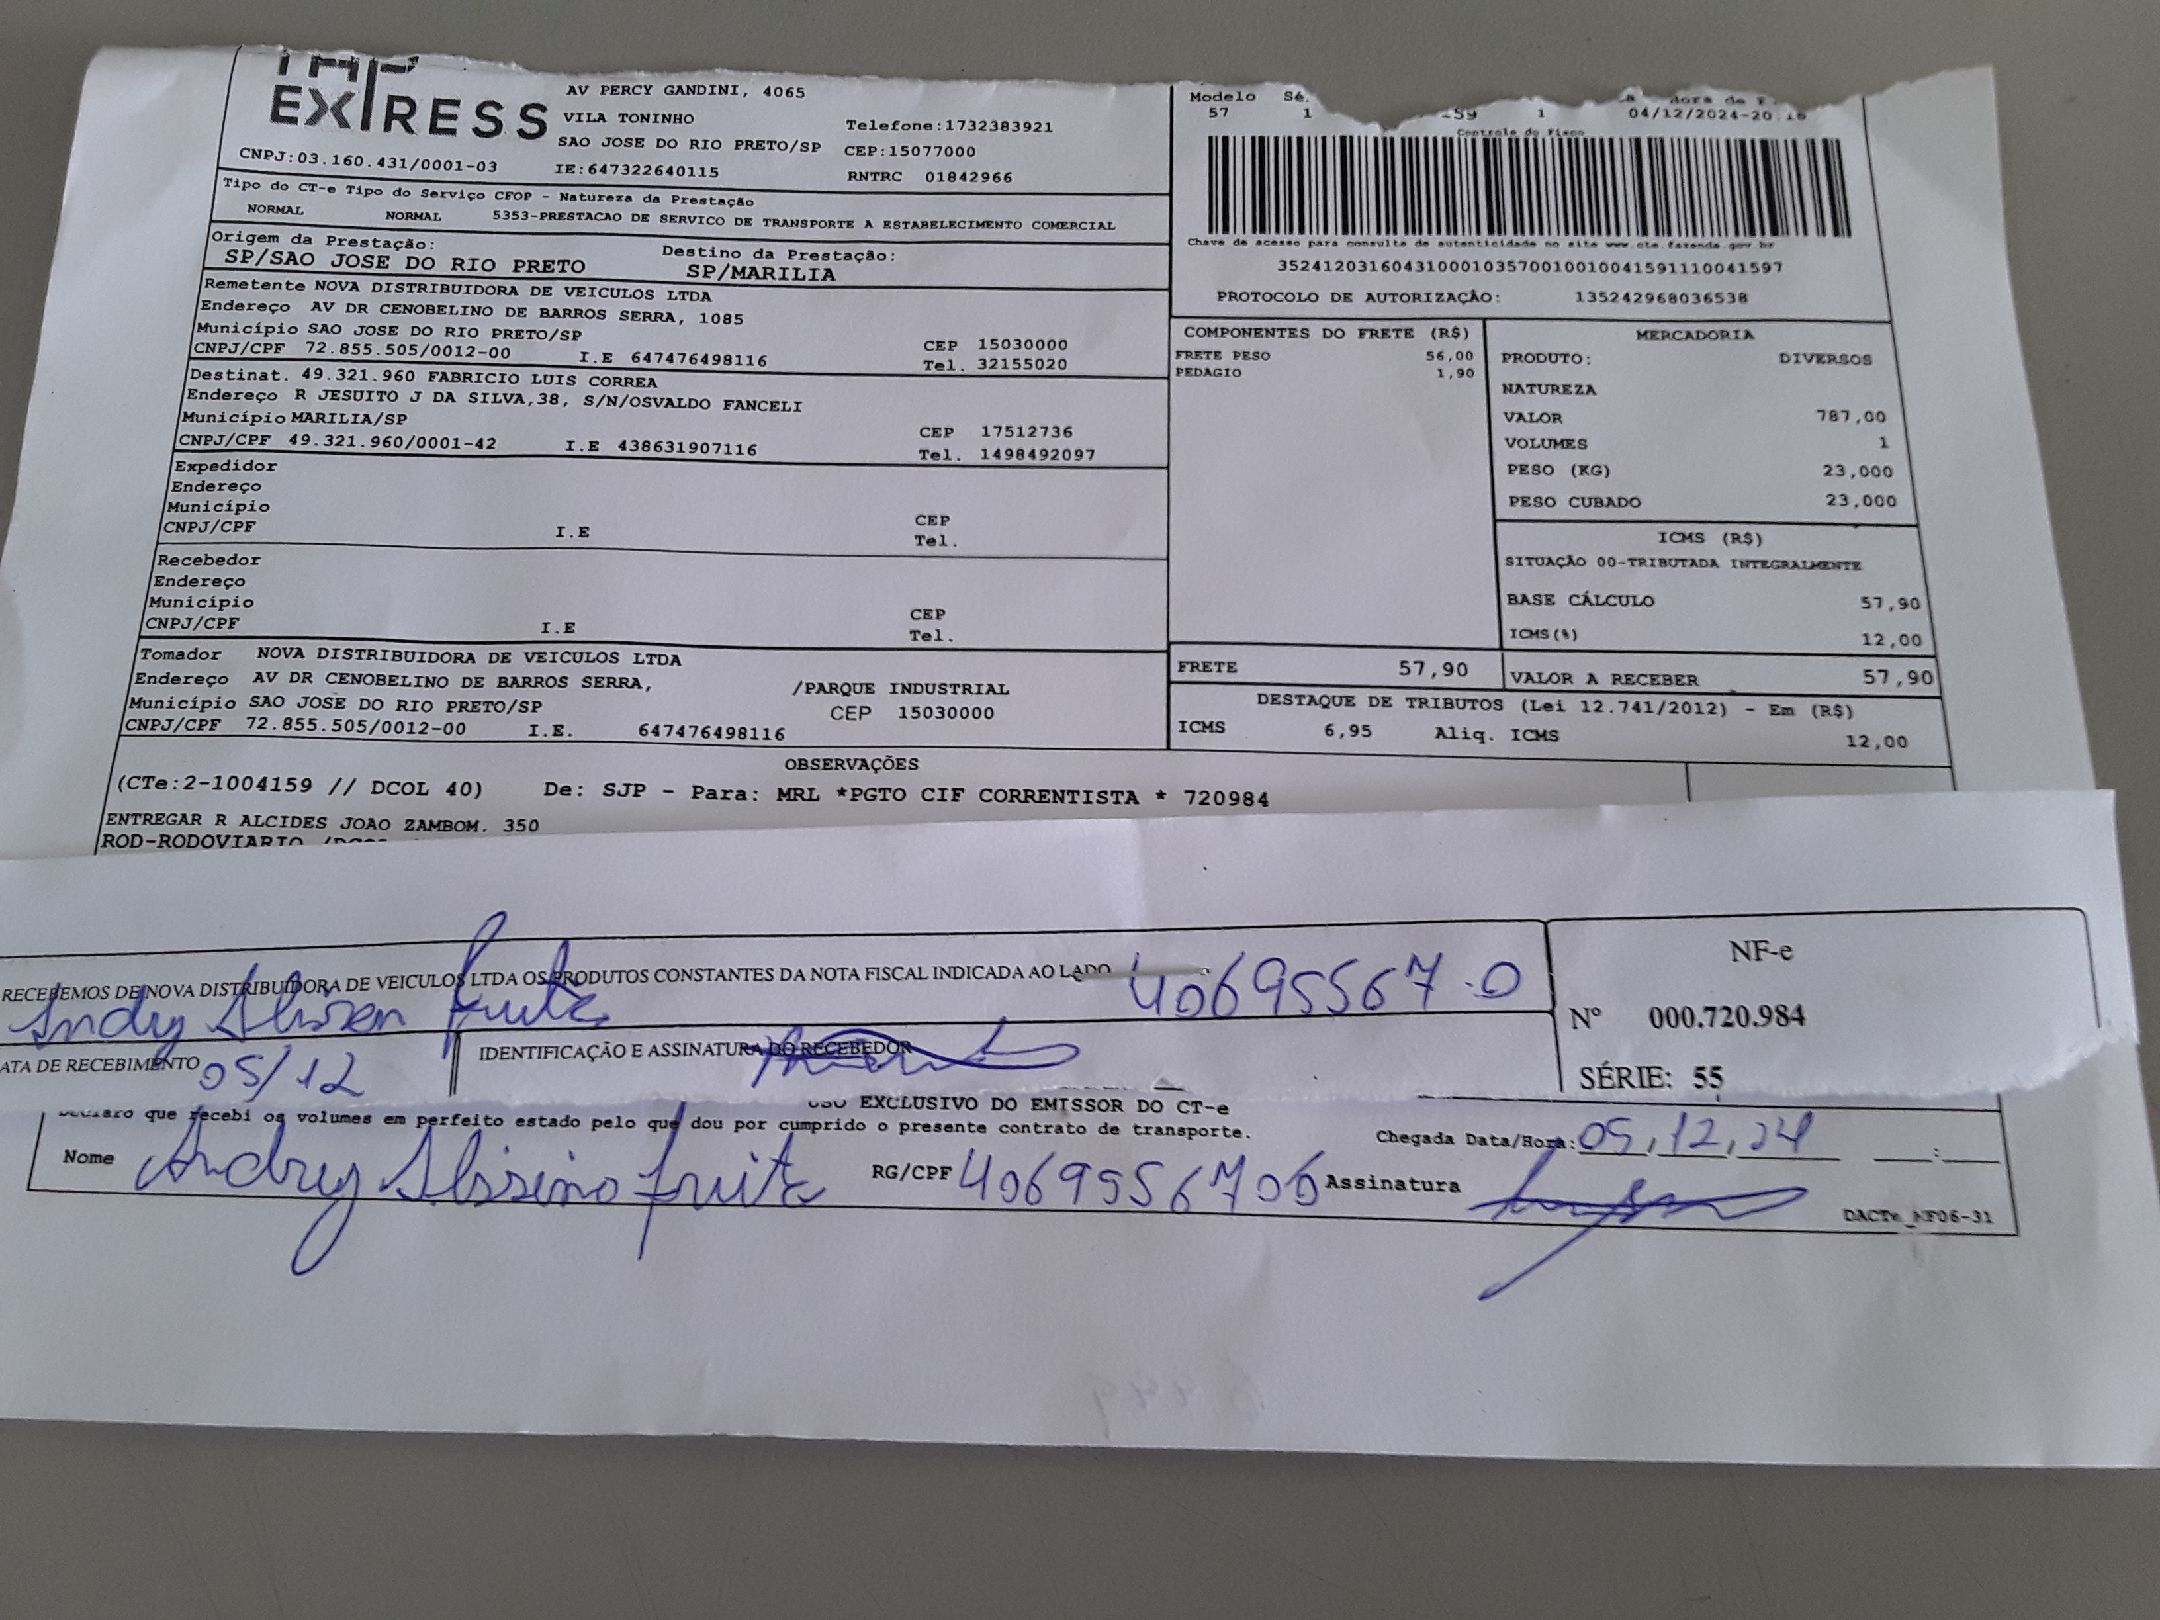 EXPRESS
AV PERCY GANDINI, 4065
VILA TONINHO
Telefone:1732383921
SAO JOSE DO RIO PRETO/SP CEP:15077000
CNPJ:03.160.431/0001-03 IE:647322640115 RNTRC 01842966
Tipo do CT-e Tipo do Serviço CFOP - Natureza da Prestação
NORMAL NORMAL 5353-PRESTACAO DE SERVICO DE TRANSPORTE A ESTABELECIMENTO COMERCIAL
Origem da Prestação: Destino da Prestação:
SP/SAO JOSE DO RIO PRETO SP/MARILIA
Remetente NOVA DISTRIBUIDORA DE VEICULOS LTDA
Endereço AV DR CENOBELINO DE BARROS SERRA, 1085
Município SAO JOSE DO RIO PRETO/SP CEP 15030000
CNPJ/CPF 72.855.505/0012-00 I.E 647476498116 Tel. 32155020
Destinat. 49.321.960 FABRICIO LUIS CORREA
Endereço R JESUITO J DA SILVA,38, S/N/OSVALDO FANCELI
Município MARILIA/SP CEP 17512736
CNPJ/CPF 49.321.960/0001-42 I.E 438631907116 Tel. 1498492097
Expedidor
Endereço
Município CEP
CNPJ/CPF I.E Tel.
Recebedor
Endereço
Município CEP
CNPJ/CPF I.E Tel.
Tomador NOVA DISTRIBUIDORA DE VEICULOS LTDA
Endereço AV DR CENOBELINO DE BARROS SERRA, /PARQUE INDUSTRIAL
Município SAO JOSE DO RIO PRETO/SP CEP 15030000
CNPJ/CPF 72.855.505/0012-00 I.E. 647476498116
Modelo Sé.
57 1 159 1 04/12/2024-20.16
Controle do Fisco
Chave de acesso para consulta de autenticidade no site www.cte.fazenda.gov.br
35241203160431000103570010010041591110041597
PROTOCOLO DE AUTORIZAÇÃO: 135242968036538
COMPONENTES DO FRETE (R$)
FRETE PESO 56,00
PEDAGIO 1,90
MERCADORIA
PRODUTO: DIVERSOS
NATUREZA
VALOR 787,00
VOLUMES 1
PESO (KG) 23,000
PESO CUBADO 23,000
ICMS (R$)
SITUAÇÃO 00-TRIBUTADA INTEGRALMENTE
BASE CÁLCULO 57,90
ICMS(%) 12,00
FRETE 57,90 VALOR A RECEBER 57,90
DESTAQUE DE TRIBUTOS (Lei 12.741/2012) - Em (R$)
ICMS 6,95 Aliq. ICMS 12,00
OBSERVAÇÕES
(CTe:2-1004159 // DCOL 40) De: SJP - Para: MRL *PGTO CIF CORRENTISTA * 720984
ENTREGAR R ALCIDES JOAO ZAMBOM. 350
ROD-RODOVIARIO
RECEBEMOS DE NOVA DISTRIBUIDORA DE VEICULOS LTDA OS PRODUTOS CONSTANTES DA NOTA FISCAL INDICADA AO LADO 40695567.0
ATA DE RECEBIMENTO 05/12 IDENTIFICAÇÃO E ASSINATURA DO RECEBEDOR
NF-e
Nº 000.720.984
SÉRIE: 55
USO EXCLUSIVO DO EMISSOR DO CT-e
Declaro que recebi os volumes em perfeito estado pelo que dou por cumprido o presente contrato de transporte. Chegada Data/Hora: 05,12,24 :
Nome Andrey RG/CPF 4069556706 Assinatura
DACTe_NF06-31